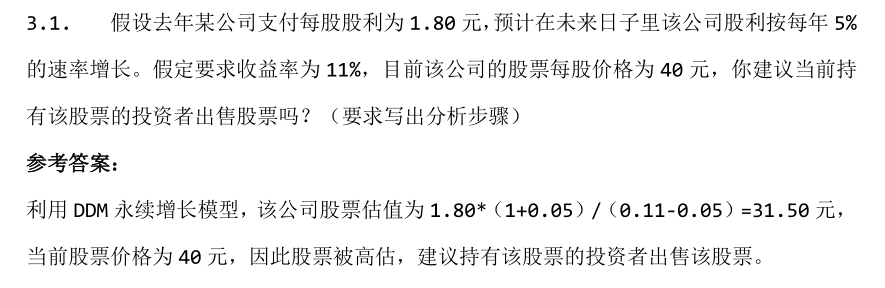 3.1. 假设去年某公司支付每股股利为 1.80 元,预计在未来日子里该公司股利按每年 5%
的速率增长。假定要求收益率为 11%，目前该公司的股票每股价格为 40 元，你建议当前持
有该股票的投资者出售股票吗？（要求写出分析步骤）
参考答案：
利用 DDM 永续增长模型，该公司股票估值为 1.80*（1+0.05）/（0.11-0.05）=31.50 元，
当前股票价格为 40 元，因此股票被高估，建议持有该股票的投资者出售该股票。